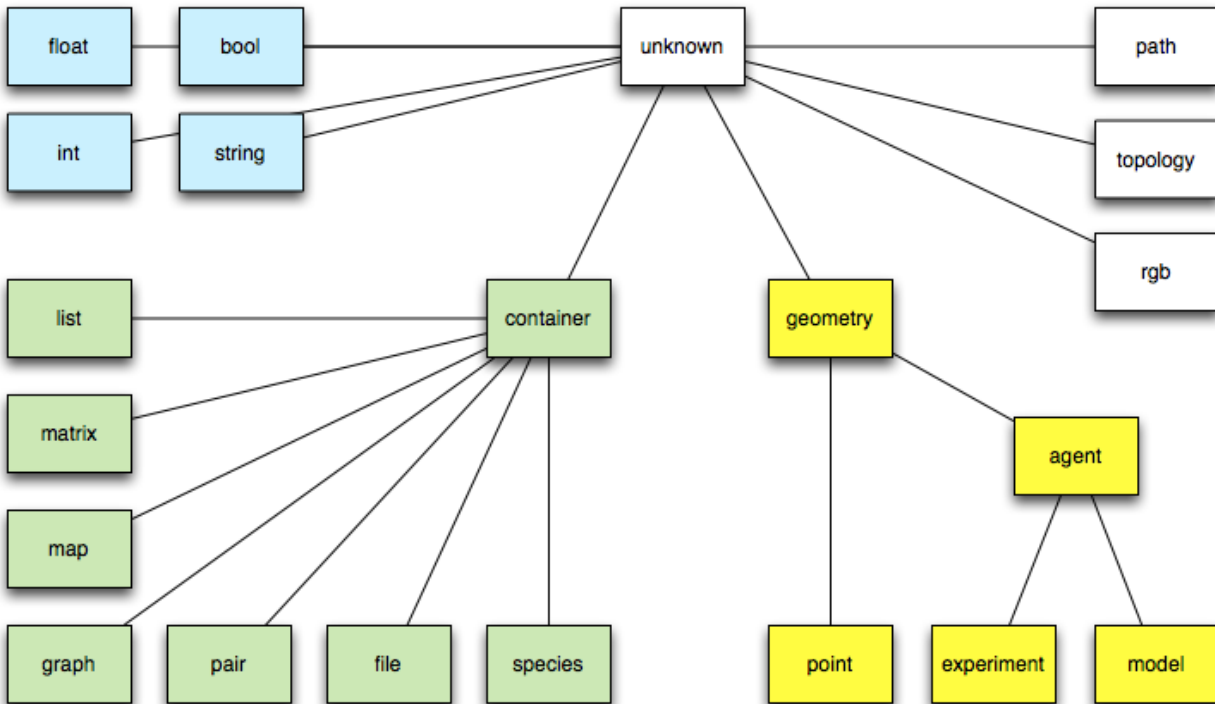 float
bool
unknown
path
int
string
topology
rgb
list
container
geometry
matrix
agent
map
graph
pair
file
species
point
experiment
model